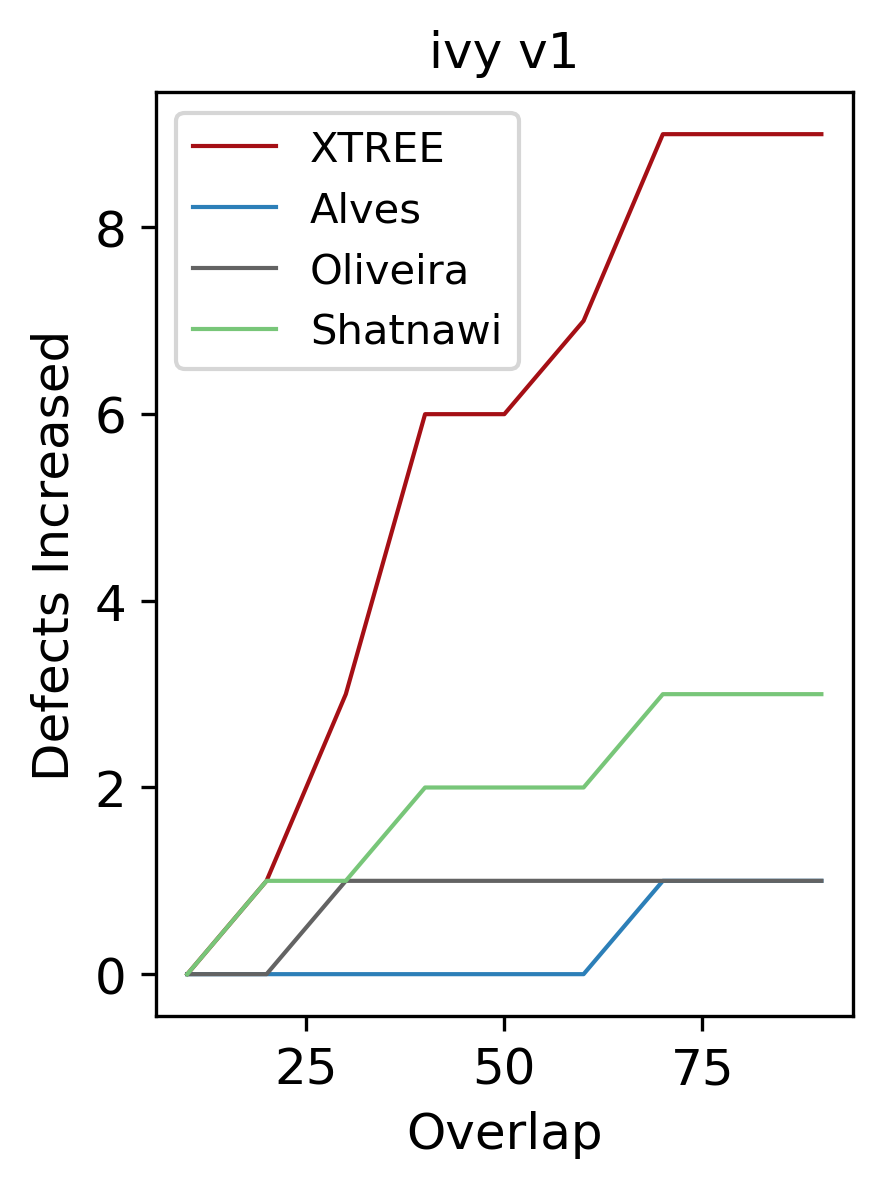 ivy v1
XTREE
Alves
Oliveira
Shatnawi
Defects Increased
8
6
4
2
0
25 50 75
Overlap